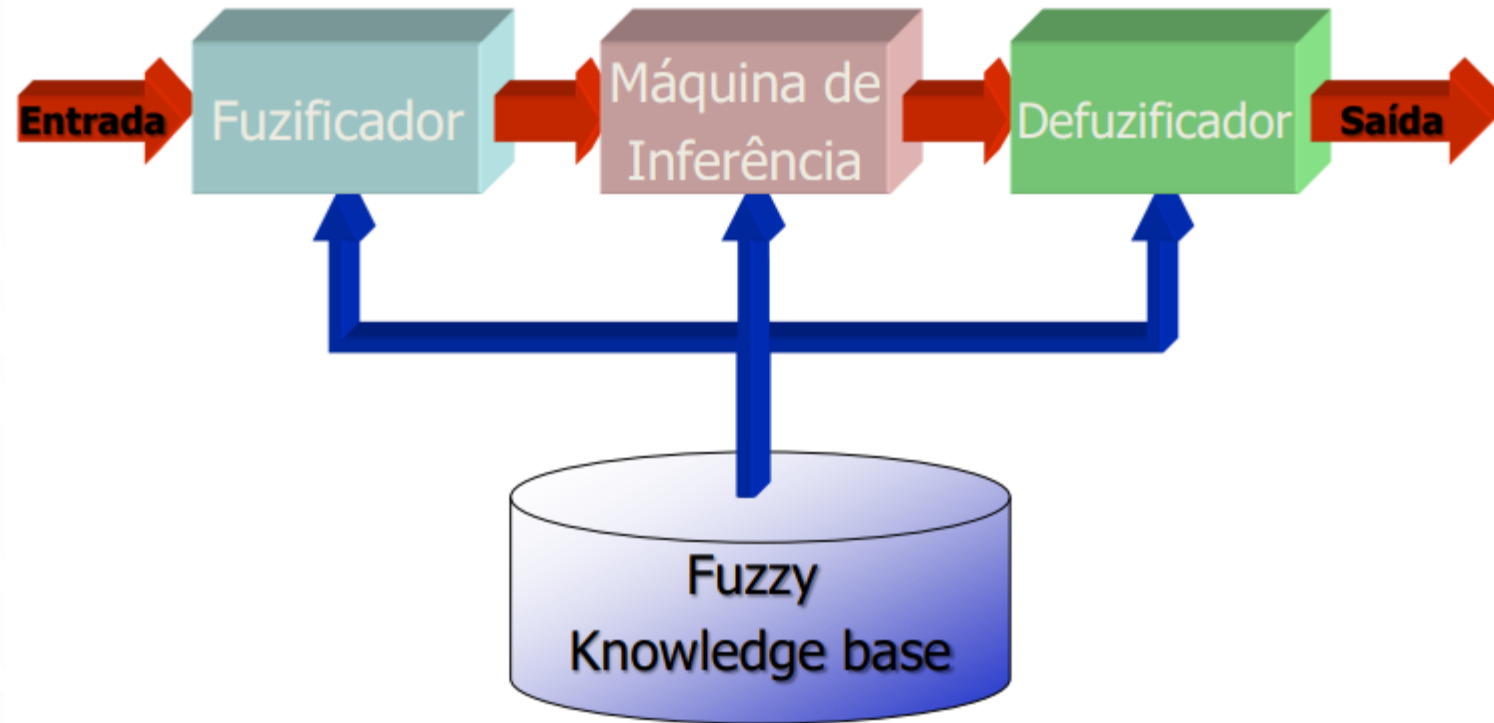 Entrada
Fuzificador
Máquina de
Inferência
Defuzificador
Saída
Fuzzy
Knowledge base